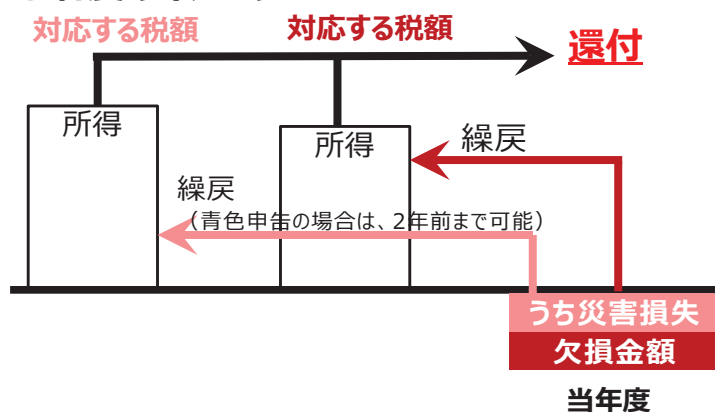 対応する税額
対応する税額
還付
所得
所得
繰戻
繰戻
（青色申告の場合は、2年前まで可能）
うち災害損失
欠損金額
当年度